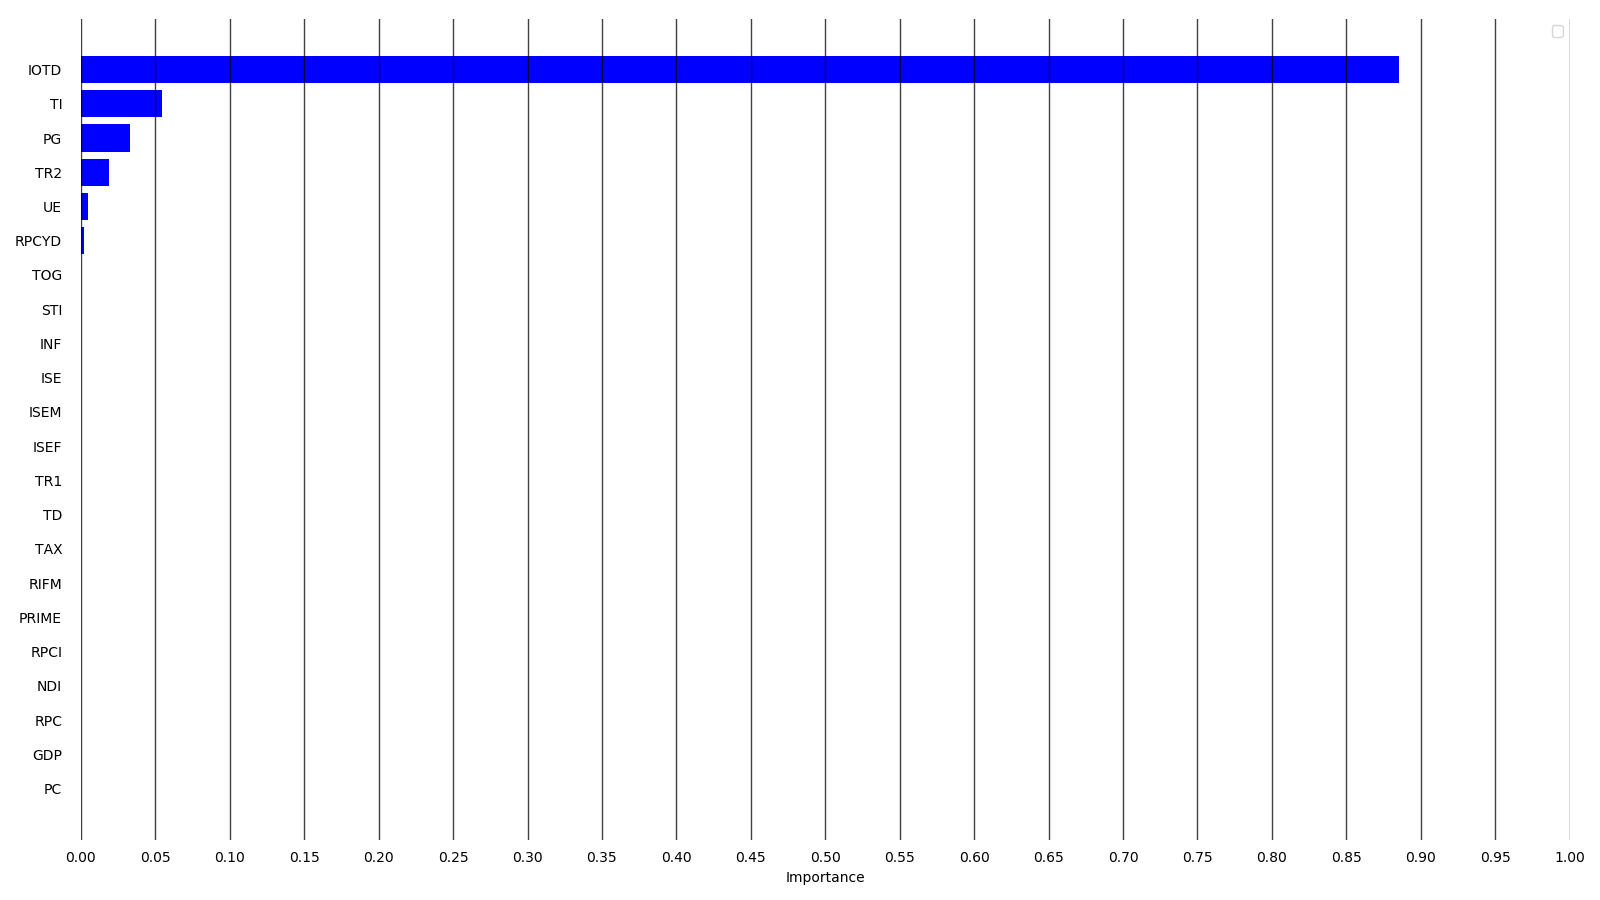 IOTD
TI
PG
TR2
UE
RPCYD
TOG
STI
INF
ISE
ISEM
ISEF
TR1
TD
TAX
RIFM
PRIME
RPCI
NDI
RPC
GDP
PC
0.00 0.05 0.10 0.15 0.20 0.25 0.30 0.35 0.40 0.45 0.50 0.55 0.60 0.65 0.70 0.75 0.80 0.85 0.90 0.95 1.00
Importance